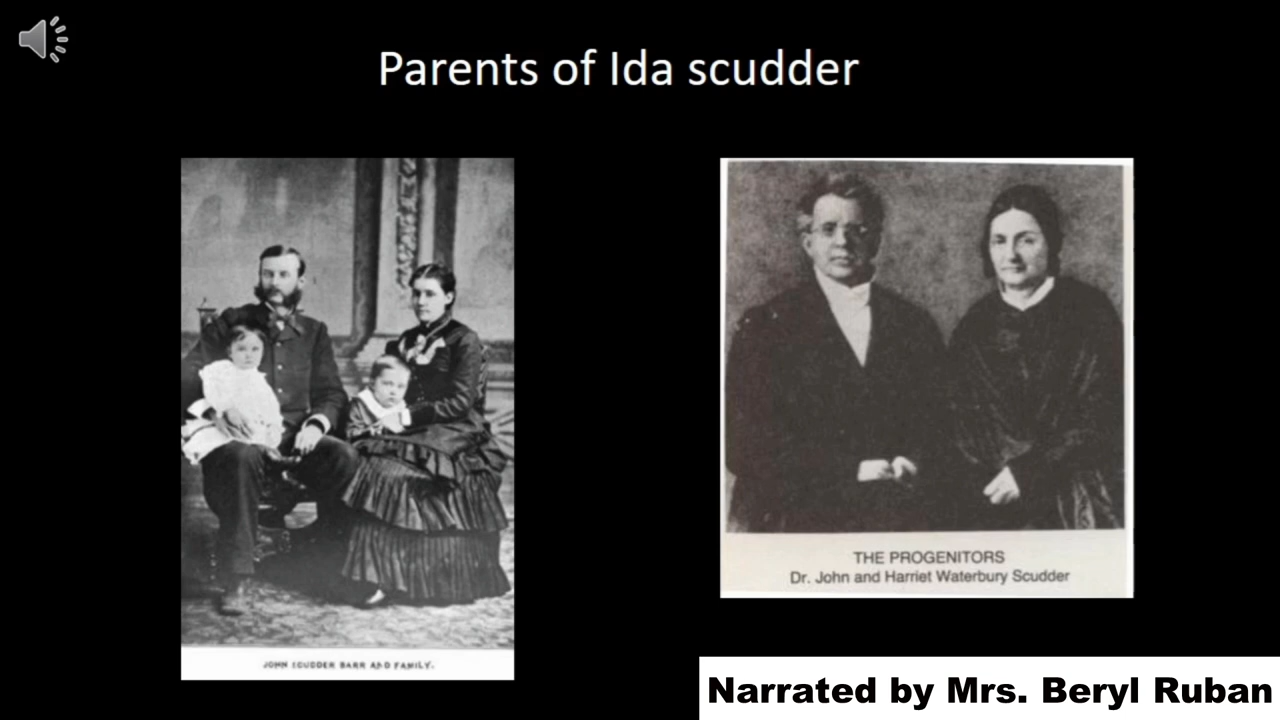 Parents of Ida scudder
JOHN SCUDDER BARR AND FAMILY.
THE PROGENITORS
Dr. John and Harriet Waterbury Scudder
Narrated by Mrs. Beryl Ruban